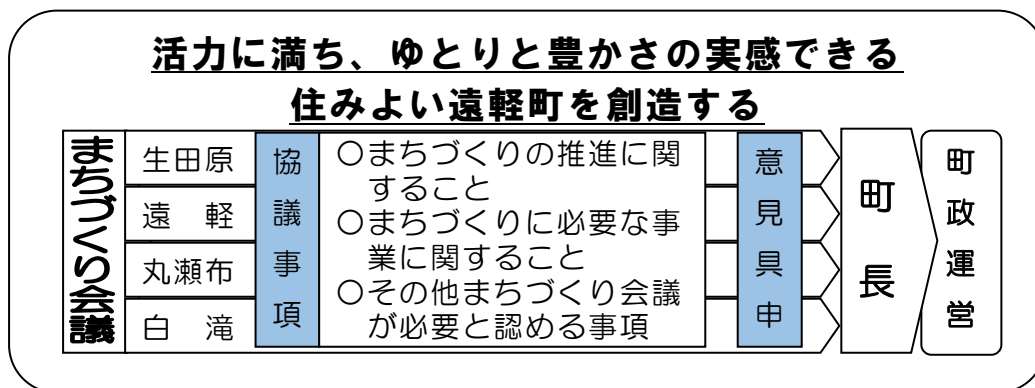 活力に満ち、ゆとりと豊かさの実感できる
住みよい遠軽町を創造する
まちづくり会議
生田原
遠　軽
丸瀬布
白　滝
協議事項
○まちづくりの推進に関
すること
○まちづくりに必要な事
業に関すること
○その他まちづくり会議
が必要と認める事項
意見具申
町長
町政運営